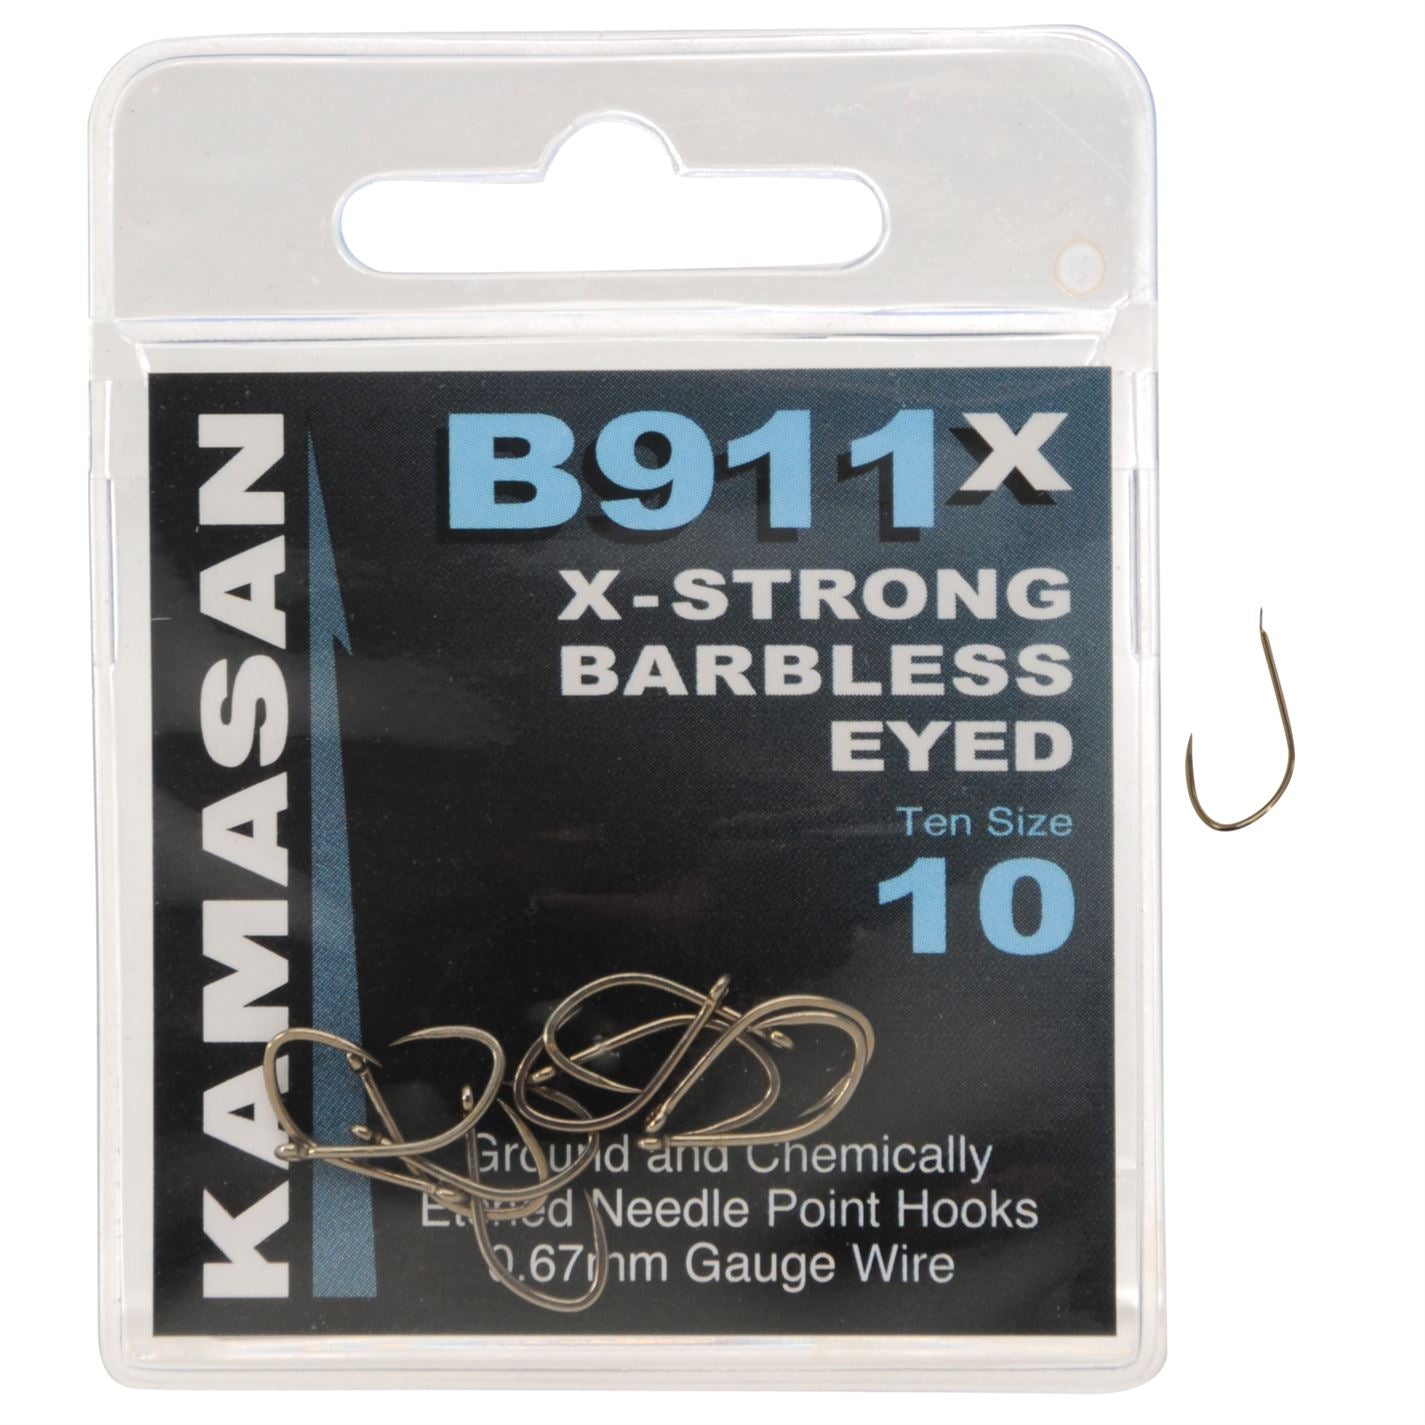 KAMASAN
B911X
X-STRONG
BARBLESS
EYED
Ten Size
10
Ground and Chemically
Etched Needle Point Hooks
0.67mm Gauge Wire